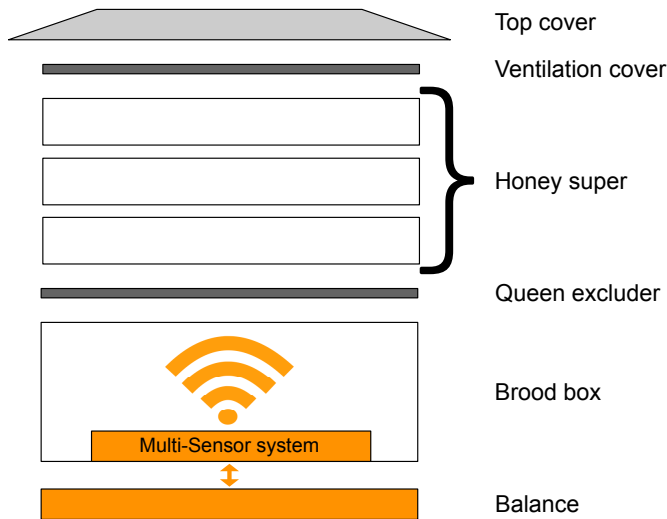 Top cover
Ventilation cover
Honey super
Queen excluder
Brood box
Multi-Sensor system
Balance